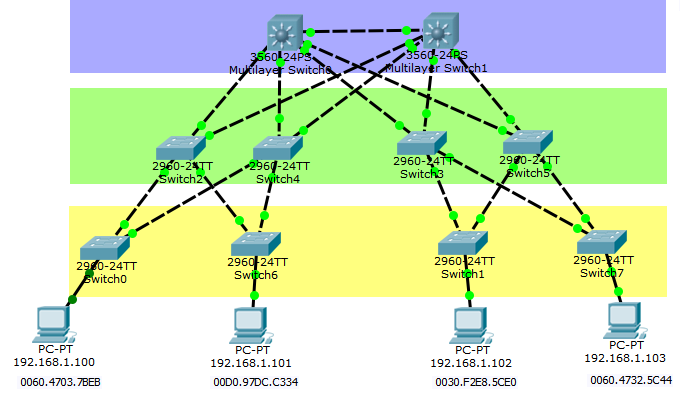 3560-24PS
Multilayer Switch0
3560-24PS
Multilayer Switch1
2960-24TT
Switch2
2960-24TT
Switch4
2960-24TT
Switch3
2960-24TT
Switch5
2960-24TT
Switch0
2960-24TT
Switch6
2960-24TT
Switch1
2960-24TT
Switch7
PC-PT
192.168.1.100
0060.4703.7BEB
PC-PT
192.168.1.101
00D0.97DC.C334
PC-PT
192.168.1.102
0030.F2E8.5CE0
PC-PT
192.168.1.103
0060.4732.5C44